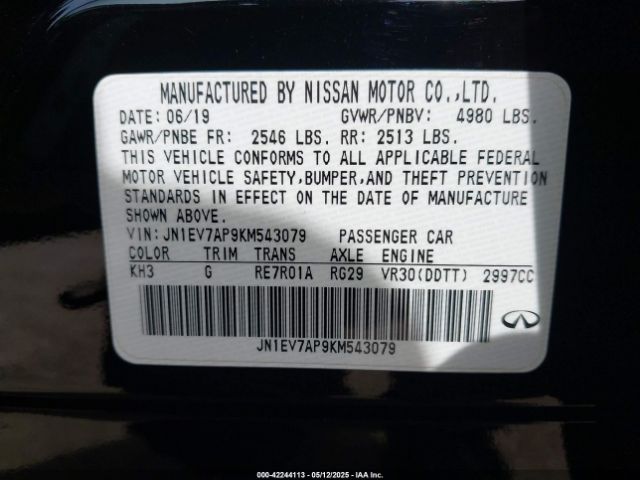 MANUFACTURED BY NISSAN MOTOR CO.,LTD.
DATE: 06/19 GVWR/PNBV: 4980 LBS.
GAWR/PNBE FR: 2546 LBS. RR: 2513 LBS.
THIS VEHICLE CONFORMS TO ALL APPLICABLE FEDERAL
MOTOR VEHICLE SAFETY,BUMPER,AND THEFT PREVENTION
STANDARDS IN EFFECT ON THE DATE OF MANUFACTURE
SHOWN ABOVE.
VIN: JN1EV7AP9KM543079 PASSENGER CAR
COLOR TRIM TRANS AXLE ENGINE
KH3 G RE7R01A RG29 VR30(DDTT) 2997CC
JN1EV7AP9KM543079
000-42244113 - 05/12/2025 - IAA Inc.